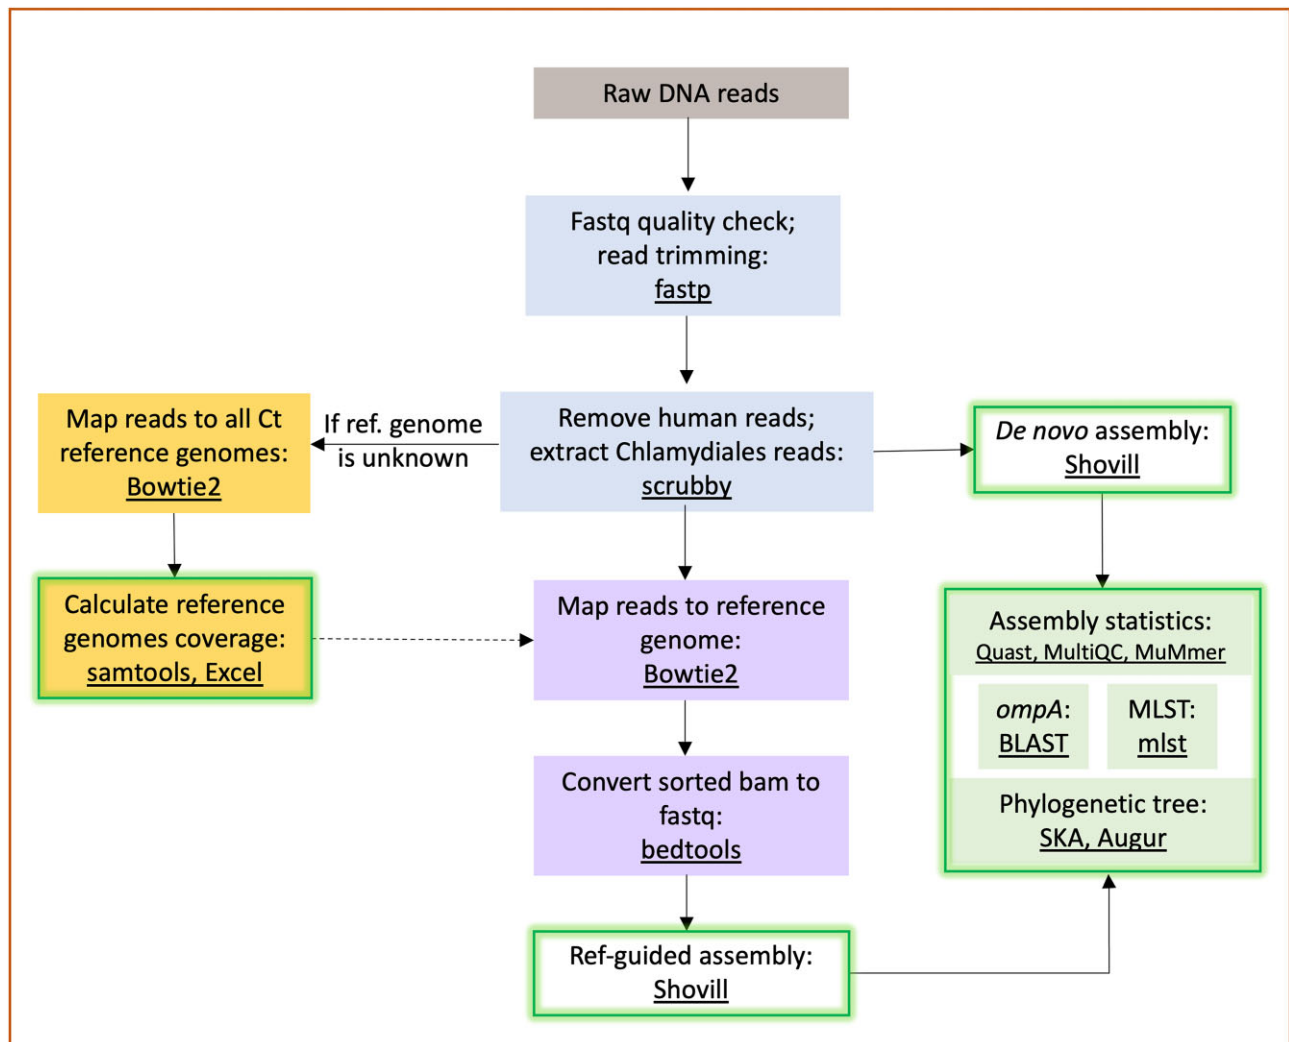 Raw DNA reads
Fastq quality check;
read trimming:
fastp
Remove human reads;
extract Chlamydiales reads:
scrubby
If ref. genome
is unknown
Map reads to all Ct
reference genomes:
Bowtie2
Calculate reference
genomes coverage:
samtools, Excel
Map reads to reference
genome:
Bowtie2
Convert sorted bam to
fastq:
bedtools
Ref-guided assembly:
Shovill
De novo assembly:
Shovill
Assembly statistics:
Quast, MultiQC, MuMmer
ompA:
BLAST
MLST:
mlst
Phylogenetic tree:
SKA, Augur